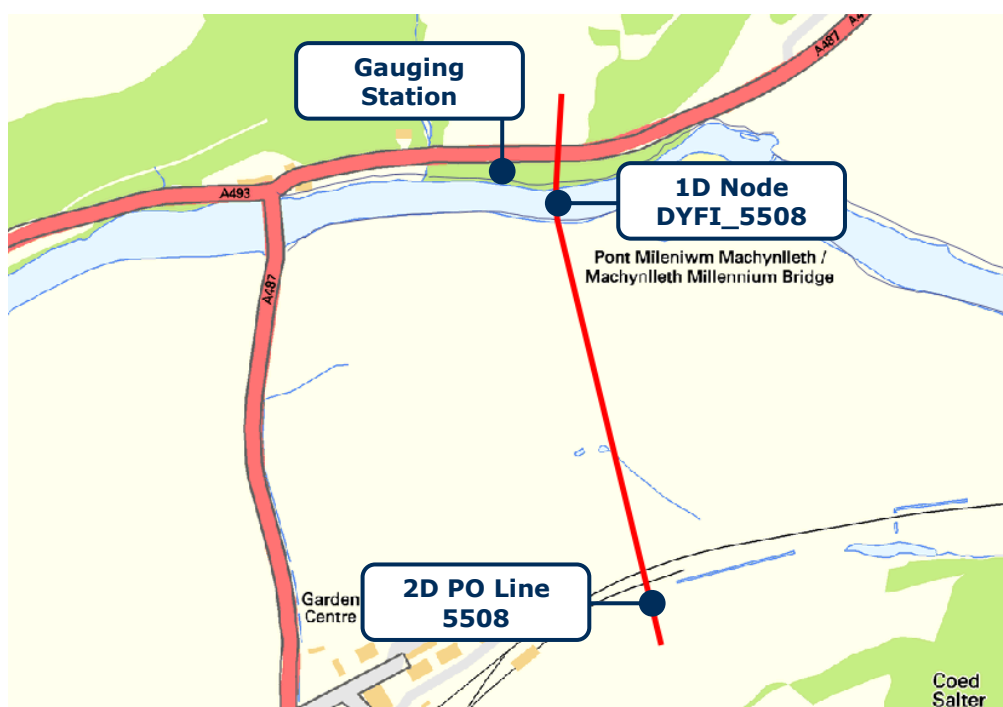 Gauging
Station
A487
A493
1D Node
DYFI_5508
Pont Mileniwm Machynlleth /
Machynlleth Millennium Bridge
A487
2D PO Line
5508
Garden
Centre
Coed
Salter